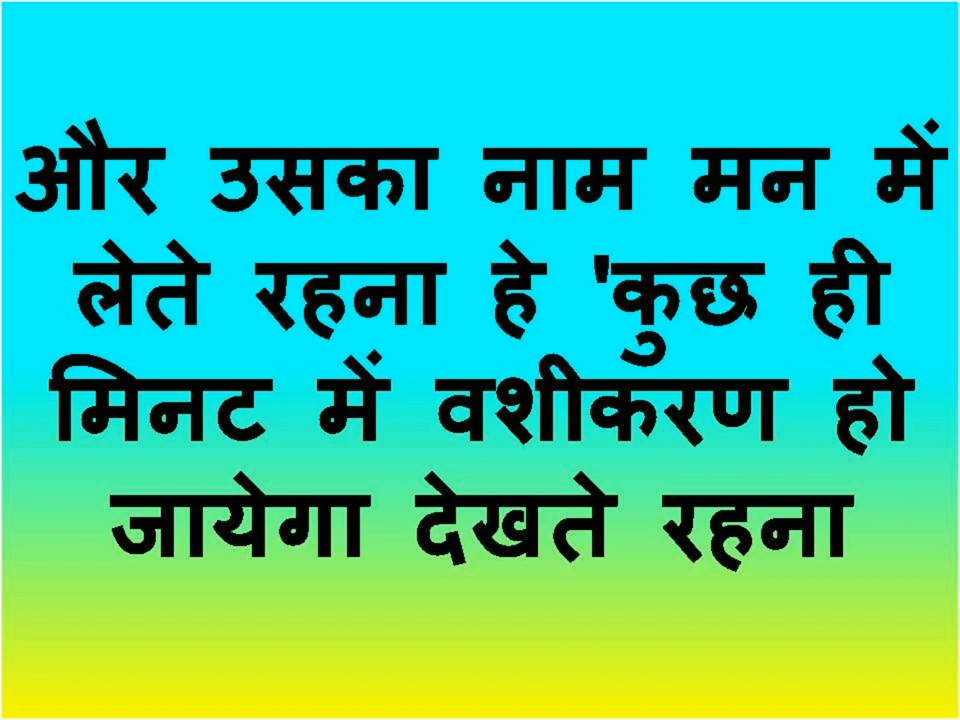 और उसका नाम मन में
लेते रहना हे 'कुछ ही
मिनट में वशीकरण हो
जायेगा देखते रहना